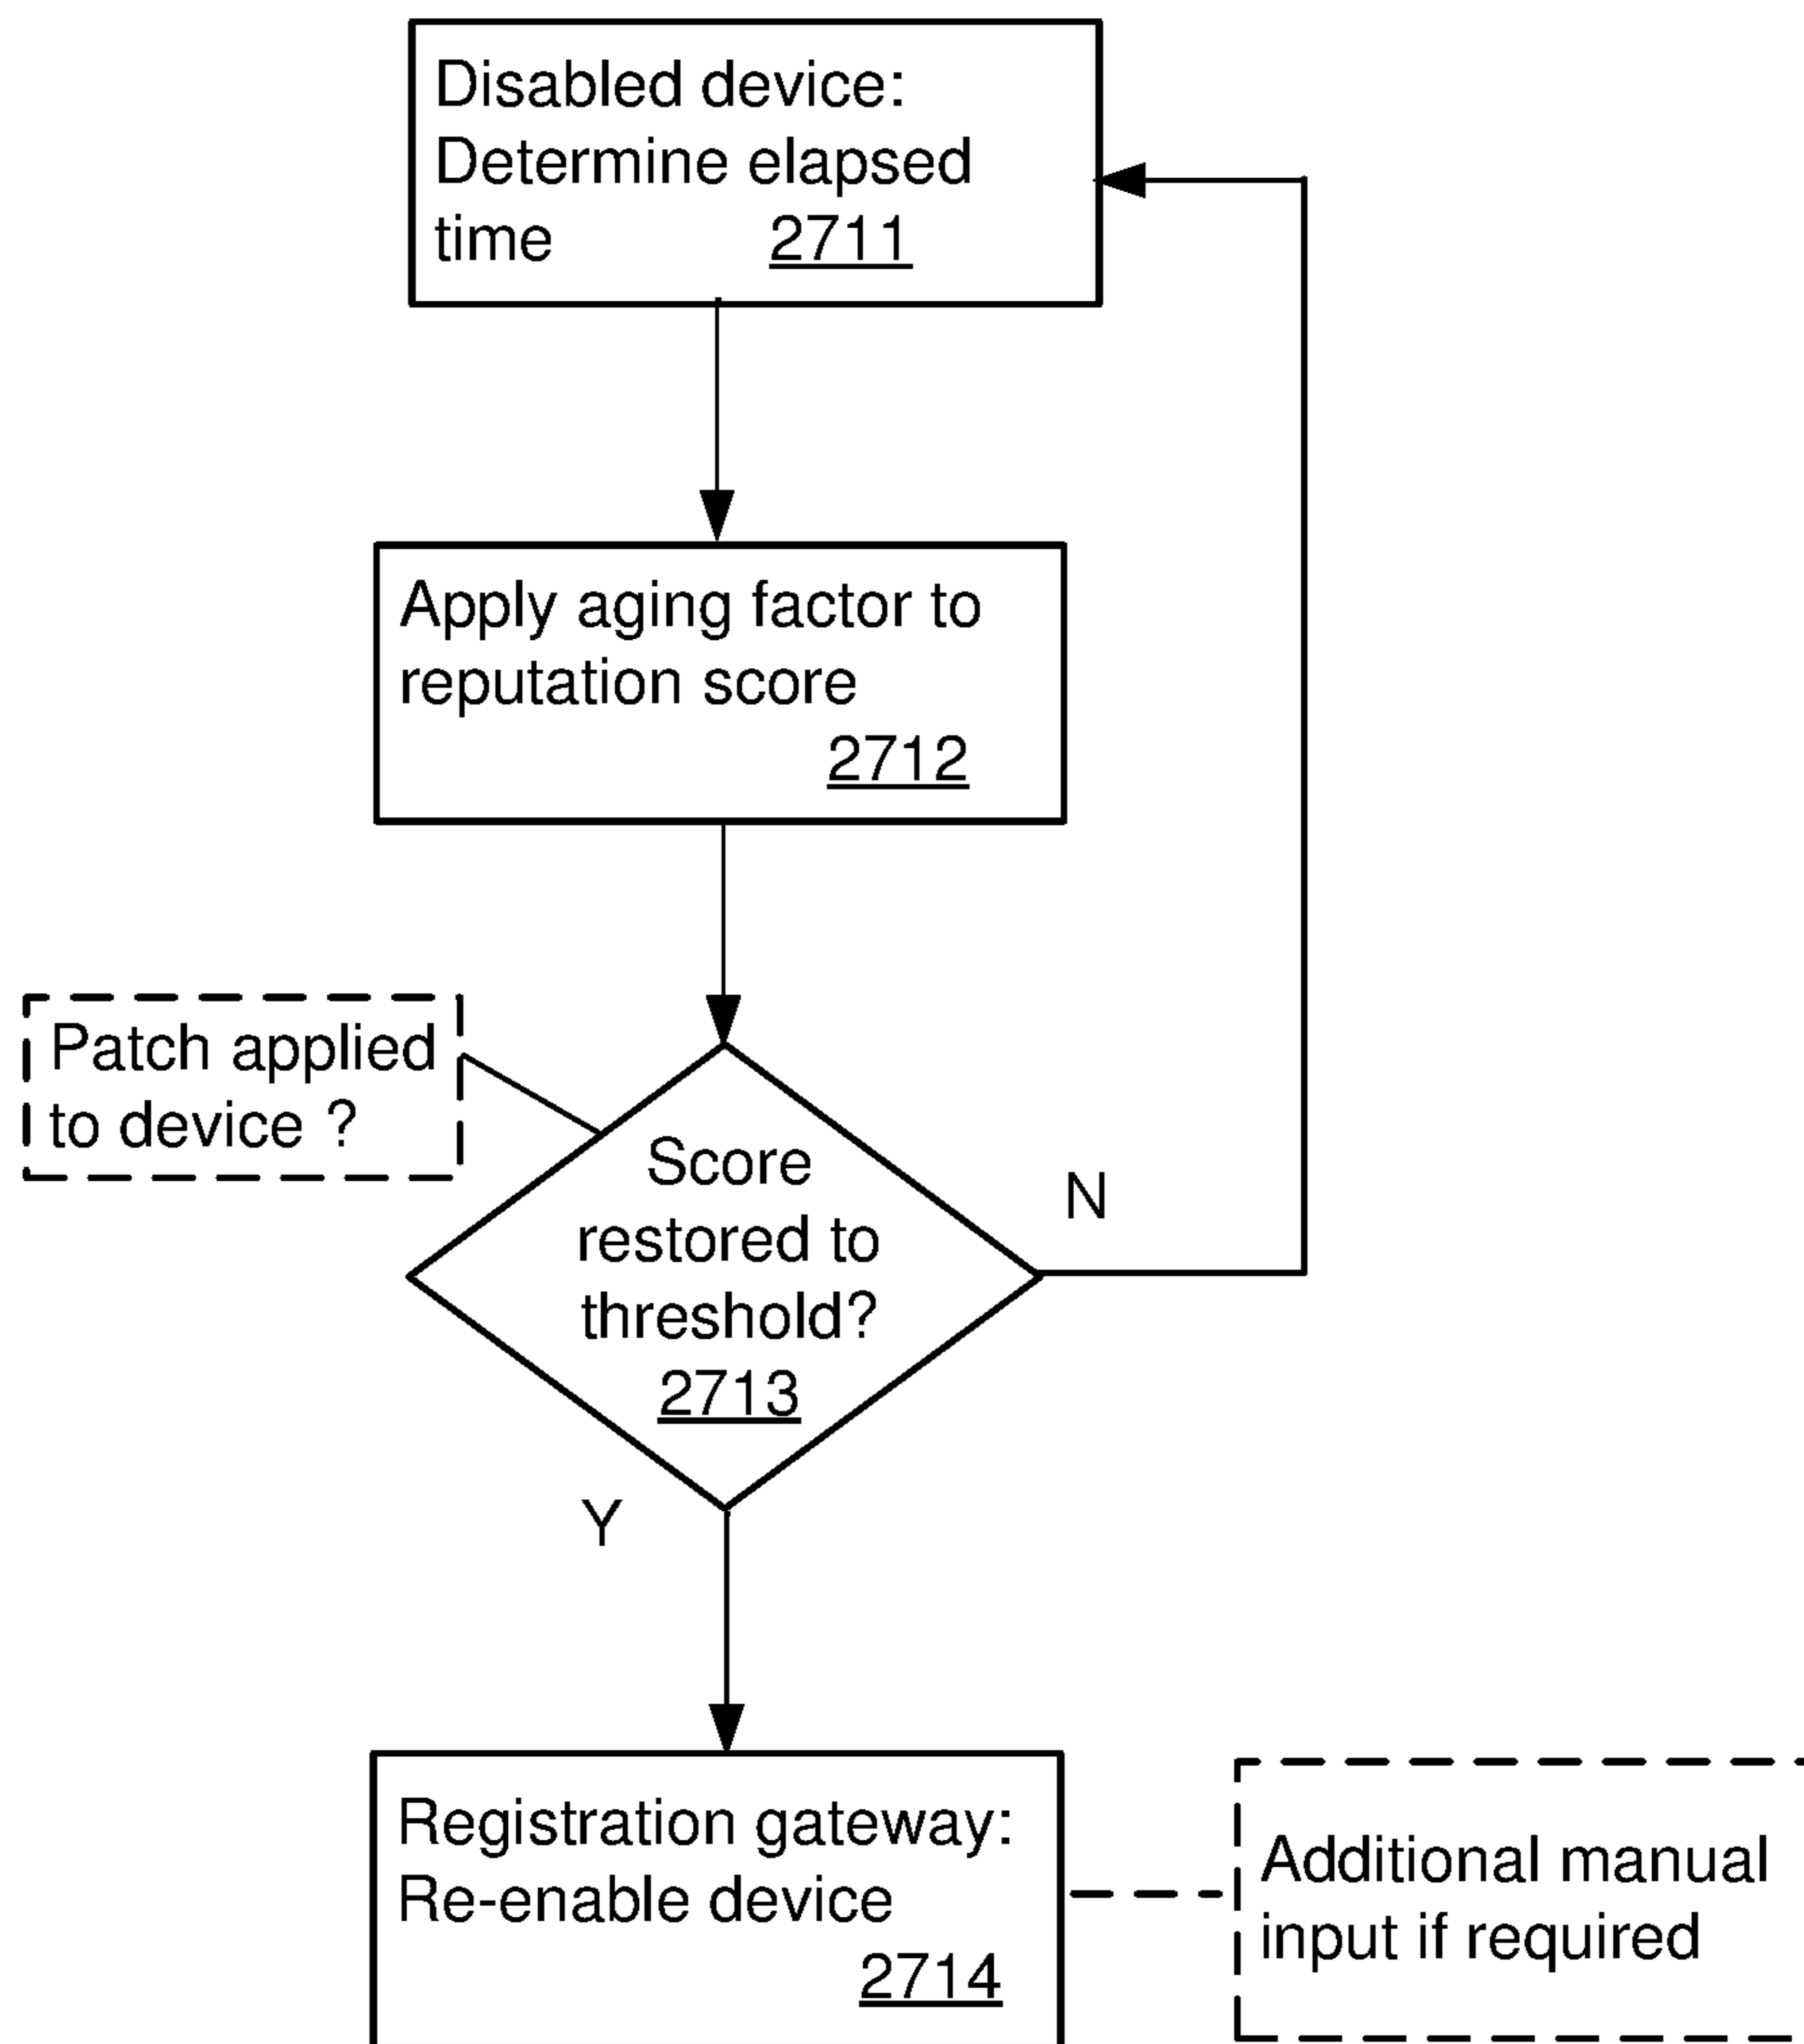 Disabled device:
Determine elapsed
time 2711
Apply aging factor to
reputation score
2712
Patch applied
to device ?
Score
restored to
threshold?
2713
N
Y
Registration gateway:
Re-enable device
2714
Additional manual
input if required